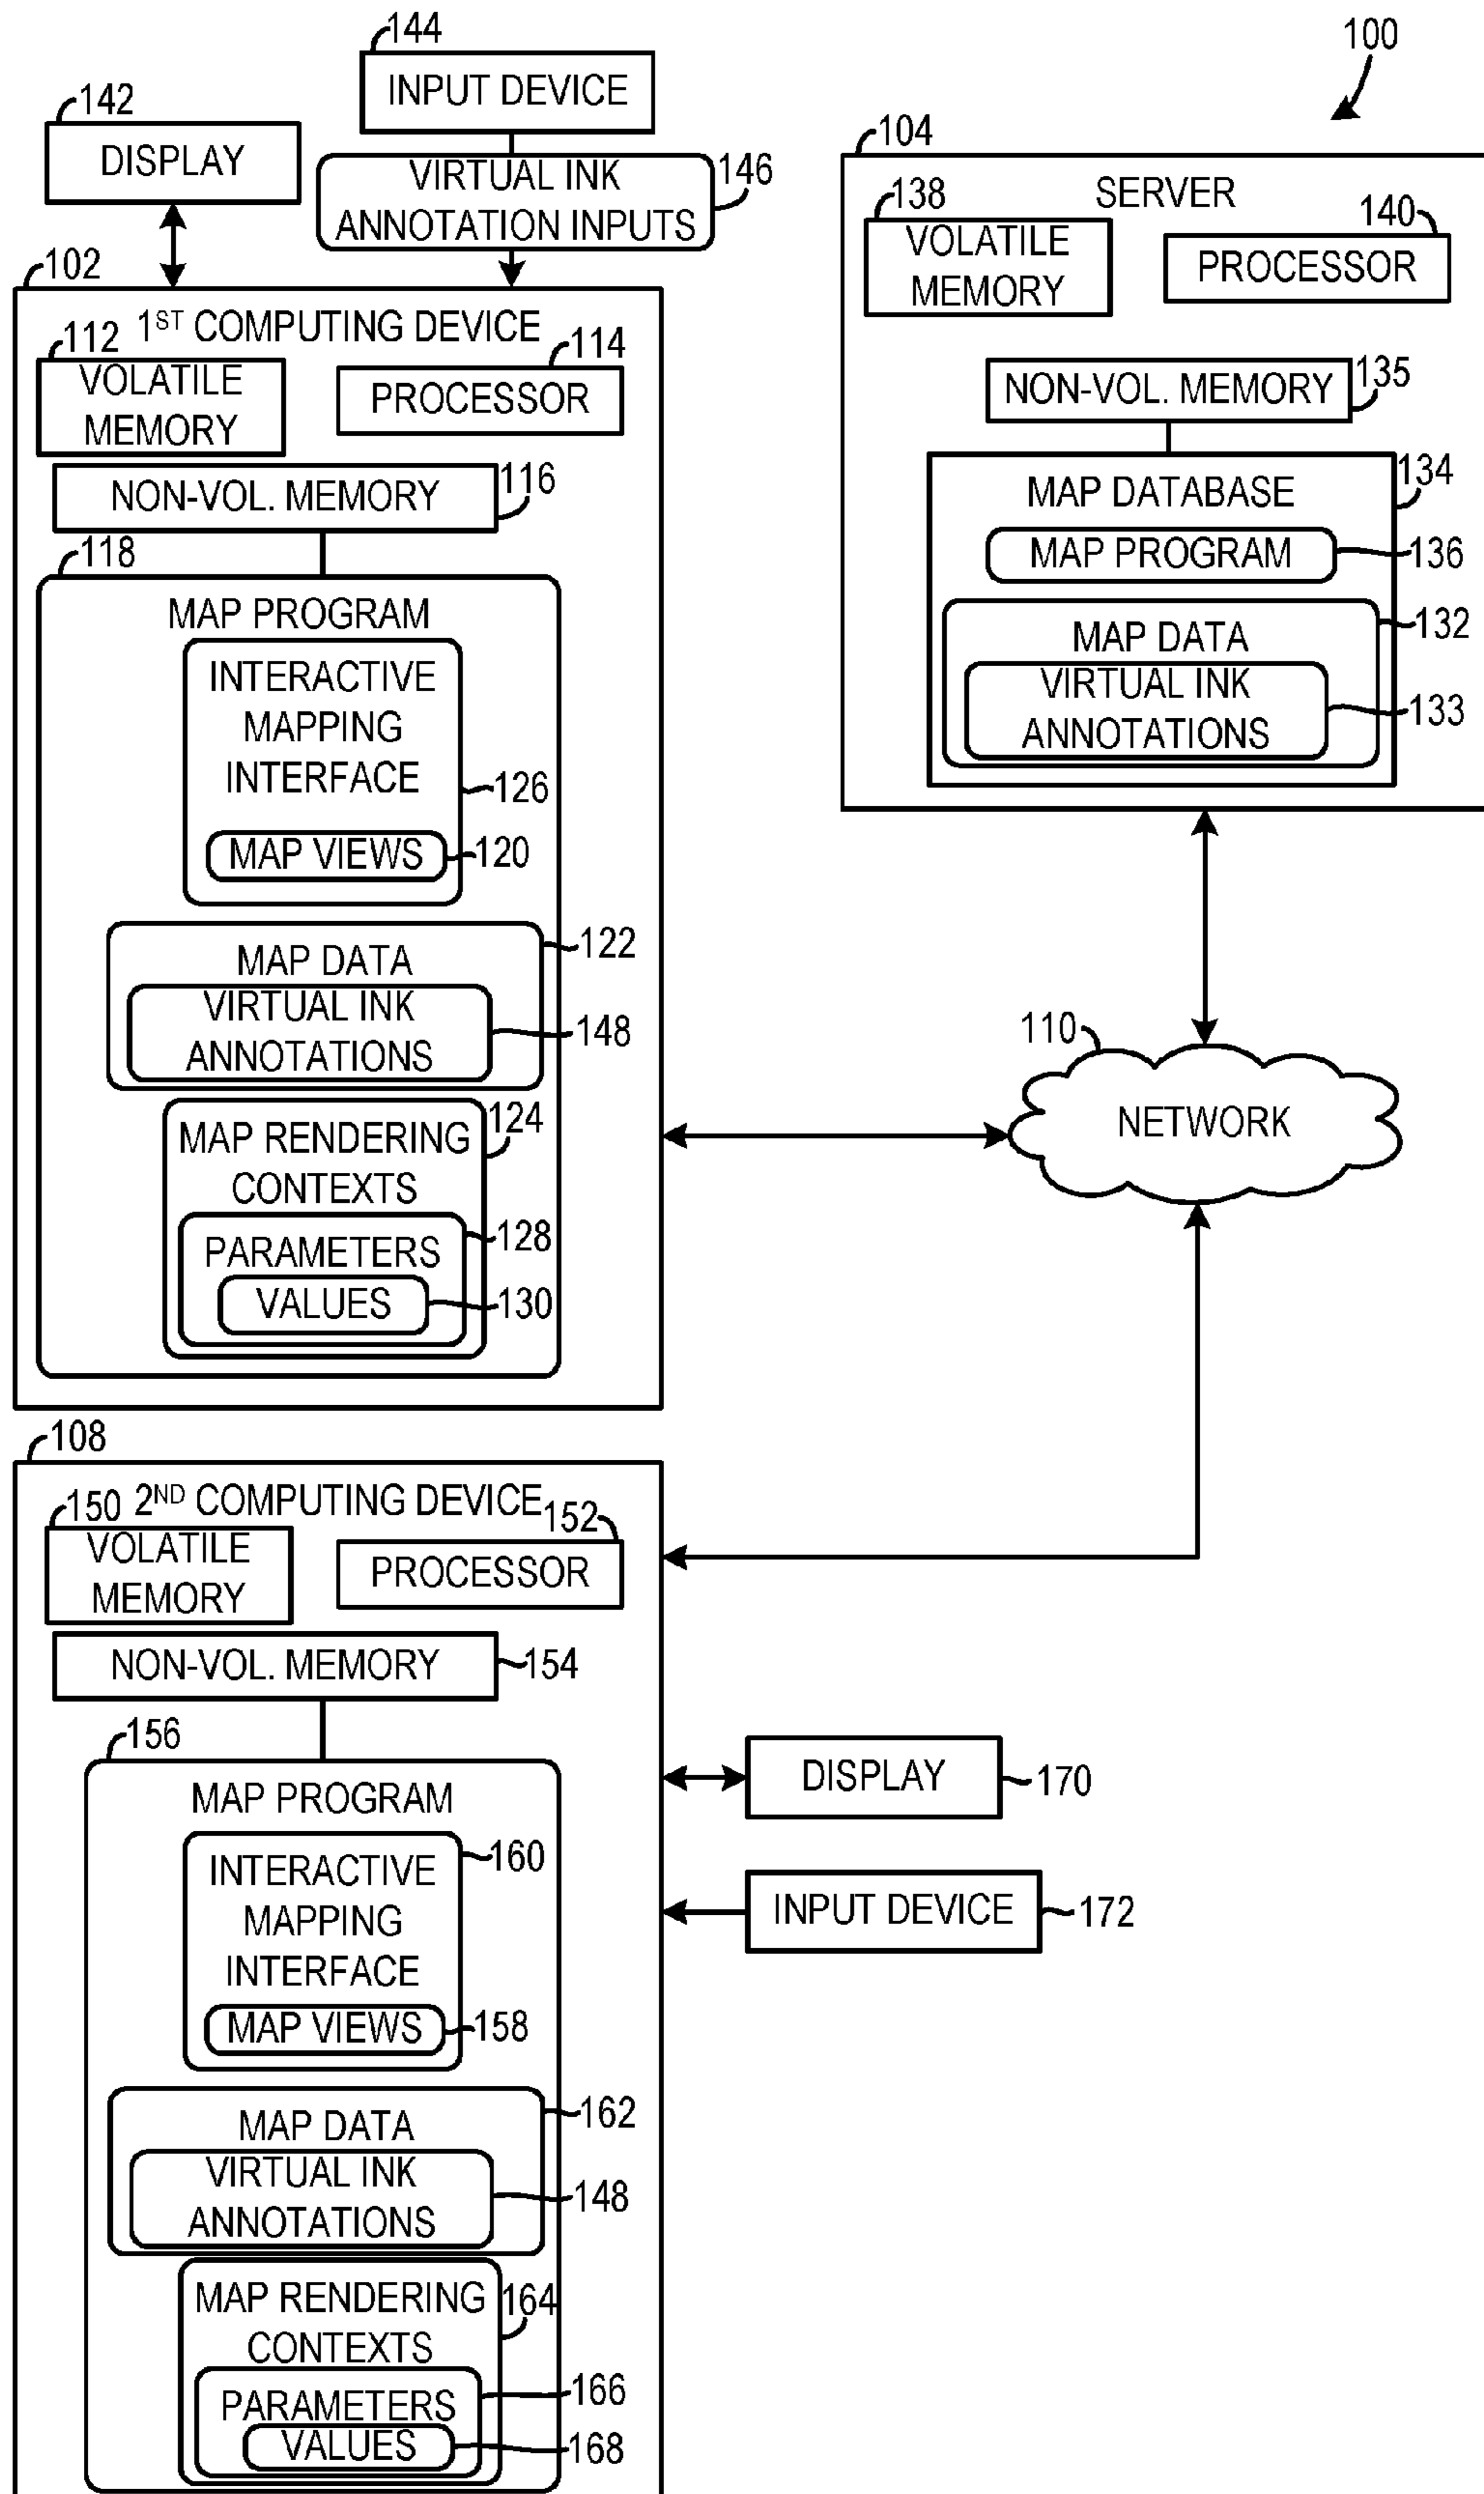 100
144
INPUT DEVICE
142
DISPLAY
VIRTUAL INK
ANNOTATION INPUTS
146
102
1ST COMPUTING DEVICE
112
VOLATILE
MEMORY
114
PROCESSOR
NON-VOL. MEMORY
116
118
MAP PROGRAM
INTERACTIVE
MAPPING
INTERFACE
126
MAP VIEWS
120
MAP DATA
122
VIRTUAL INK
ANNOTATIONS
148
MAP RENDERING
CONTEXTS
124
PARAMETERS
128
VALUES
130
104
SERVER
138
VOLATILE
MEMORY
140
PROCESSOR
NON-VOL. MEMORY
135
MAP DATABASE
134
MAP PROGRAM
136
MAP DATA
132
VIRTUAL INK
ANNOTATIONS
133
110
NETWORK
108
2ND COMPUTING DEVICE
150
VOLATILE
MEMORY
152
PROCESSOR
NON-VOL. MEMORY
154
156
MAP PROGRAM
INTERACTIVE
MAPPING
INTERFACE
160
MAP VIEWS
158
MAP DATA
162
VIRTUAL INK
ANNOTATIONS
148
MAP RENDERING
CONTEXTS
164
PARAMETERS
166
VALUES
168
DISPLAY
170
INPUT DEVICE
172